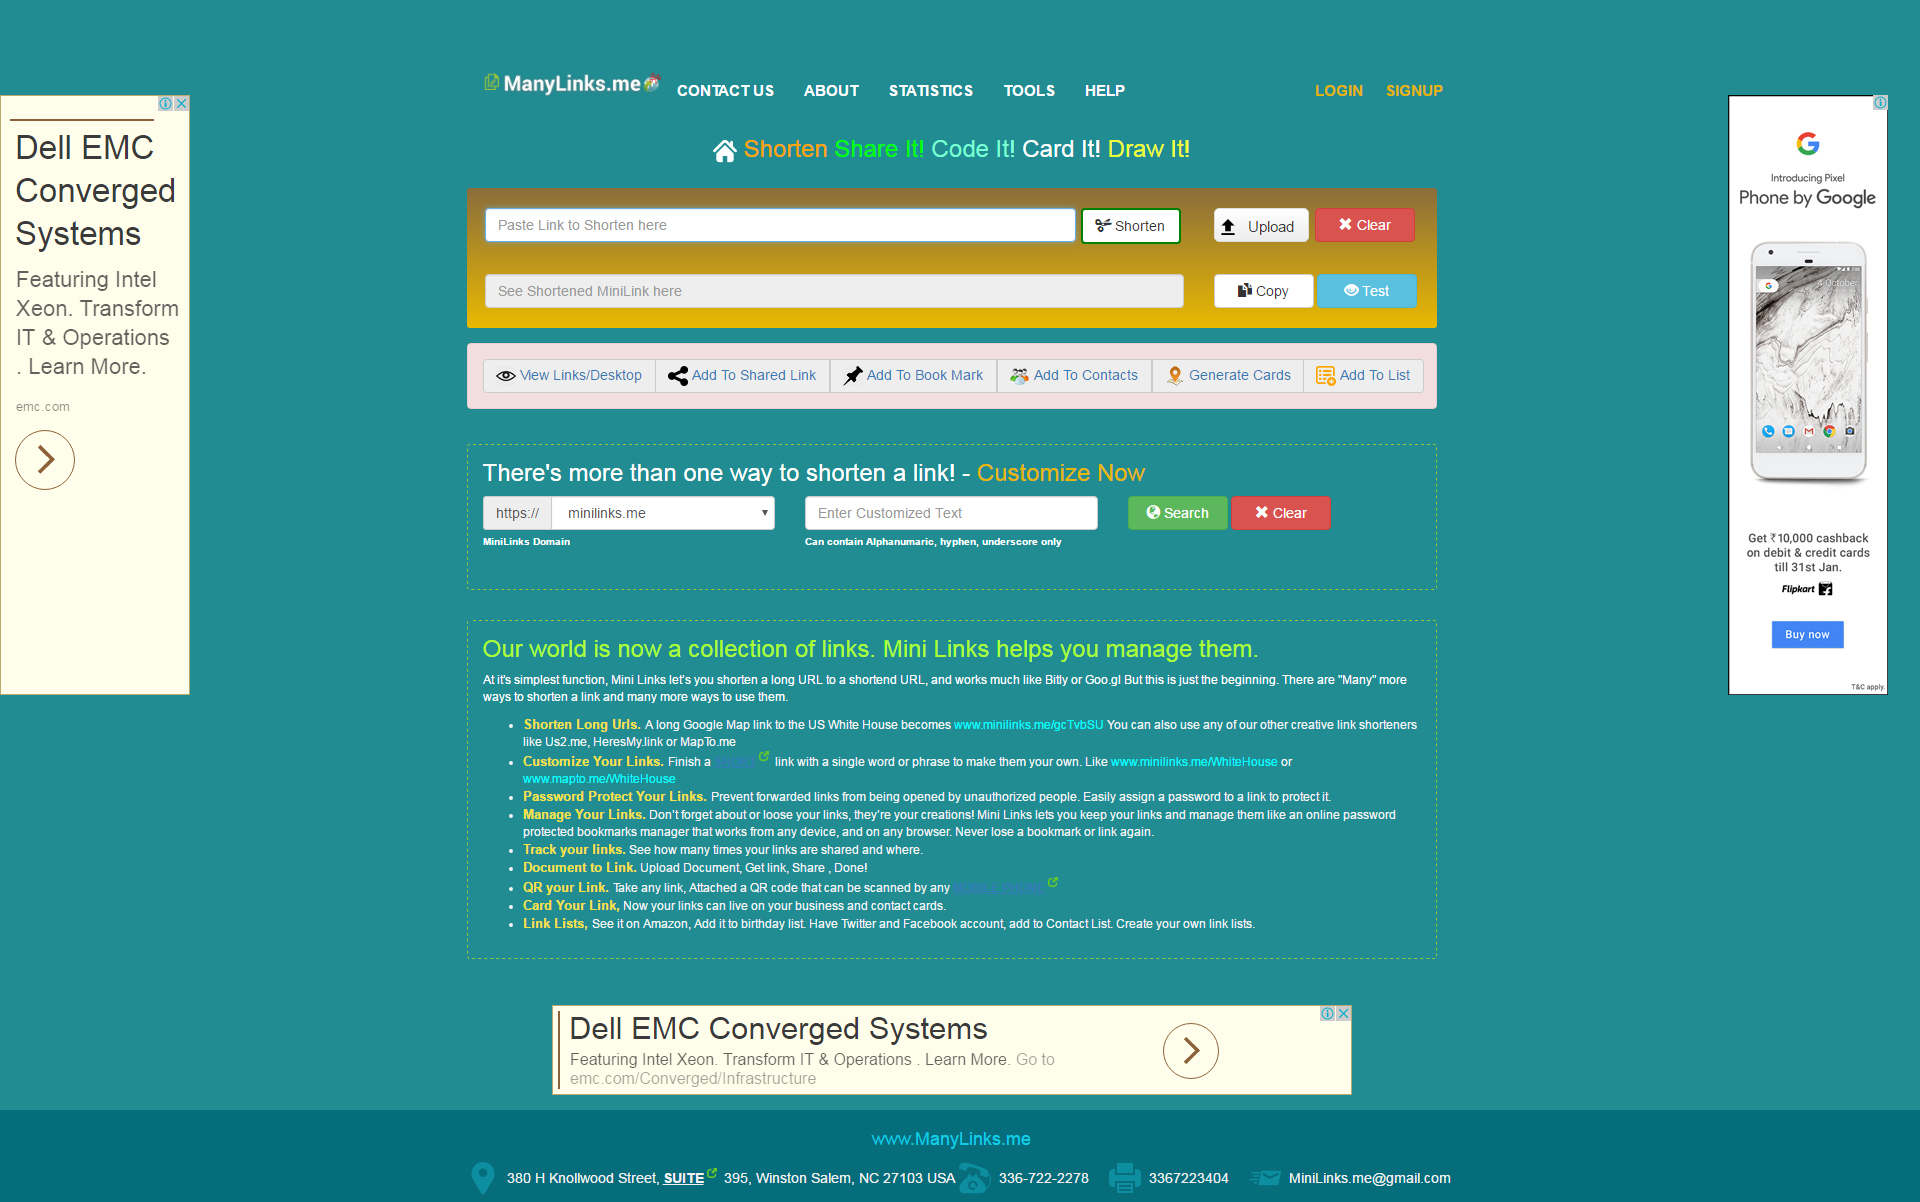 ManyLinks.me
CONTACT US ABOUT STATISTICS TOOLS HELP LOGIN SIGNUP
Shorten Share It! Code It! Card It! Draw It!
Paste Link to Shorten here
Shorten
Upload
Clear
See Shortened MiniLink here
Copy
Test
View Links/Desktop
Add To Shared Link
Add To Book Mark
Add To Contacts
Generate Cards
Add To List
There's more than one way to shorten a link! - Customize Now
https://
minilinks.me
Enter Customized Text
Search
Clear
MiniLinks Domain
Can contain Alphanumaric, hyphen, underscore only
Our world is now a collection of links. Mini Links helps you manage them.
At it's simplest function, Mini Links let's you shorten a long URL to a shortend URL, and works much like Bitly or Goo.gl But this is just the beginning. There are "Many" more
ways to shorten a link and many more ways to use them.
Shorten Long Urls. A long Google Map link to the US White House becomes www.minilinks.me/gcTvbSU You can also use any of our other creative link shorteners
like Us2.me, HeresMy.link or MapTo.me
Customize Your Links. Finish a link with a single word or phrase to make them your own. Like www.minilinks.me/WhiteHouse or
www.mapto.me/WhiteHouse
Password Protect Your Links. Prevent forwarded links from being opened by unauthorized people. Easily assign a password to a link to protect it.
Manage Your Links. Don't forget about or loose your links, they're your creations! Mini Links lets you keep your links and manage them like an online password
protected bookmarks manager that works from any device, and on any browser. Never lose a bookmark or link again.
Track your links. See how many times your links are shared and where.
Document to Link. Upload Document, Get link, Share , Done!
QR your Link. Take any link, Attached a QR code that can be scanned by any
Card Your Link, Now your links can live on your business and contact cards.
Link Lists, See it on Amazon, Add it to birthday list. Have Twitter and Facebook account, add to Contact List. Create your own link lists.
Dell EMC
Converged
Systems
Featuring Intel
Xeon. Transform
IT & Operations
. Learn More.
emc.com
Introducing Pixel
Phone by Google
4 October
Get ₹10,000 cashback
on debit & credit cards
till 31st Jan.
Flipkart
Buy now
T&C apply.
Dell EMC Converged Systems
Featuring Intel Xeon. Transform IT & Operations . Learn More. Go to
emc.com/Converged/Infrastructure
www.ManyLinks.me
380 H Knollwood Street, SUITE 395, Winston Salem, NC 27103 USA 336-722-2278 3367223404 MiniLinks.me@gmail.com